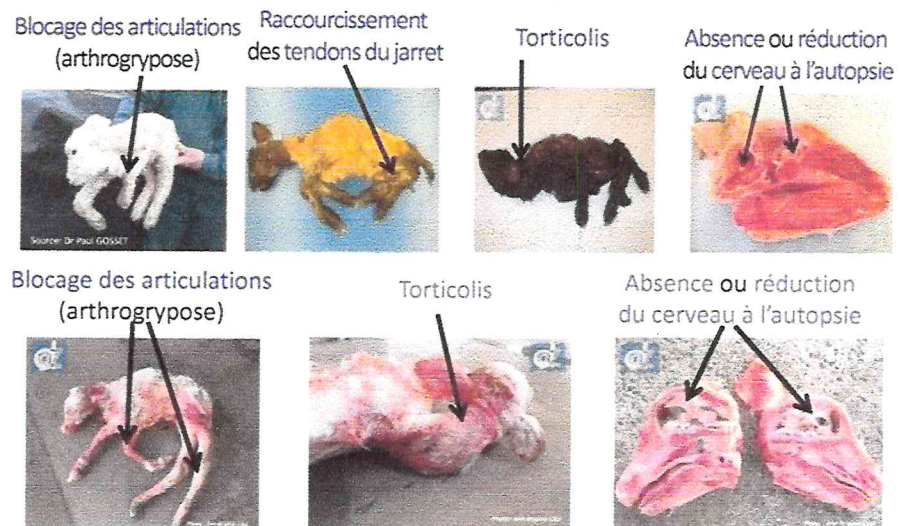 Blocage des articulations
(arthrogrypose)
Raccourcissement
des tendons du jarret
Torticolis
Absence ou réduction
du cerveau à l'autopsie
Source: Dr Paul GOSSET
Blocage des articulations
(arthrogrypose)
Torticolis
Absence ou réduction
du cerveau à l'autopsie